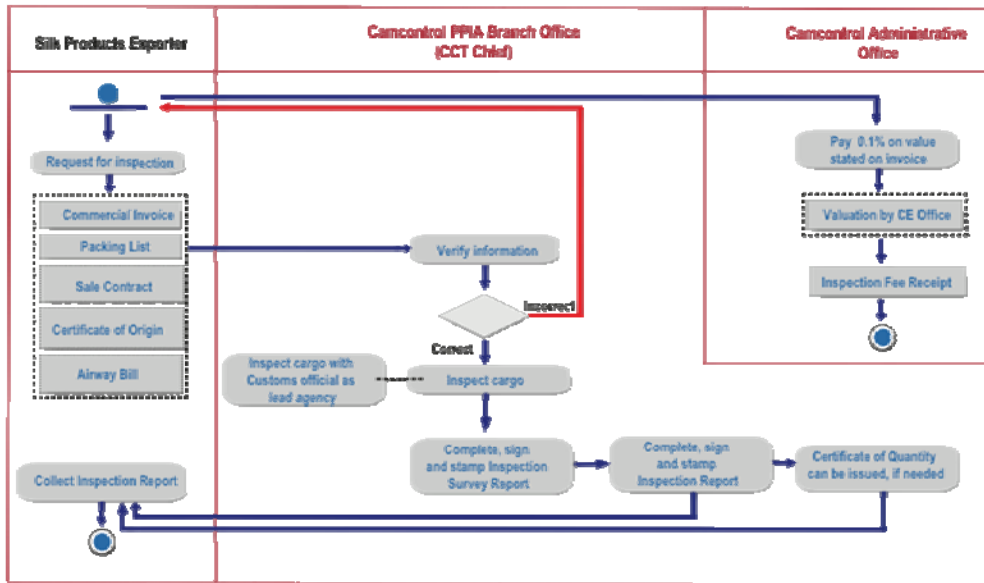 Silk Products Exporter
Camcontrol PPIA Branch Office
(CCT Chief)
Camcontrol Administrative
Office
Request for inspection
Commercial Invoice
Packing List
Sale Contract
Certificate of Origin
Airway Bill
Collect Inspection Report
Verify information
Incorrect
Correct
Inspect cargo with
Customs official as
lead agency
Inspect cargo
Complete, sign
and stamp Inspection
Survey Report
Complete, sign
and stamp
Inspection Report
Certificate of Quantity
can be issued, if needed
Pay 0.1% on value
stated on invoice
Valuation by CE Office
Inspection Fee Receipt